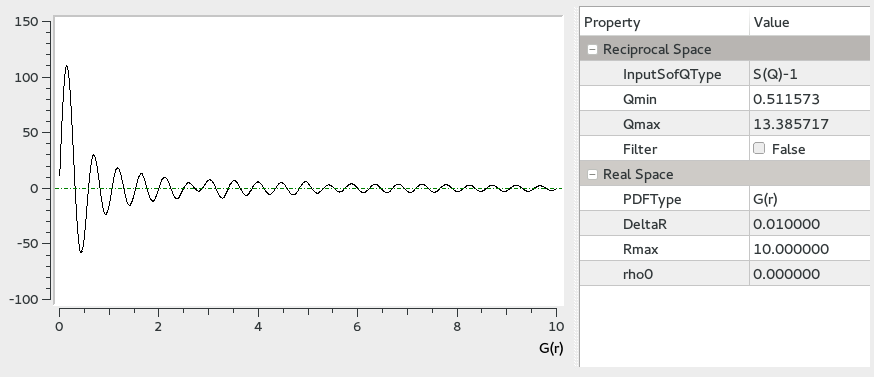 150
100
50
0
-50
-100
0 2 4 6 8 10
G(r)
Property Value
Reciprocal Space
InputSofQType S(Q)-1
Qmin 0.511573
Qmax 13.385717
Filter False
Real Space
PDFType G(r)
DeltaR 0.010000
Rmax 10.000000
rho0 0.000000